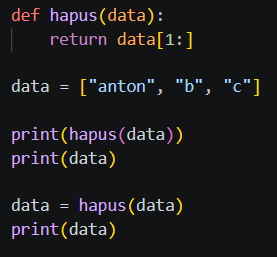 def hapus(data):
    return data[1:]

data = ["anton", "b", "c"]

print(hapus(data))
print(data)

data = hapus(data)
print(data)